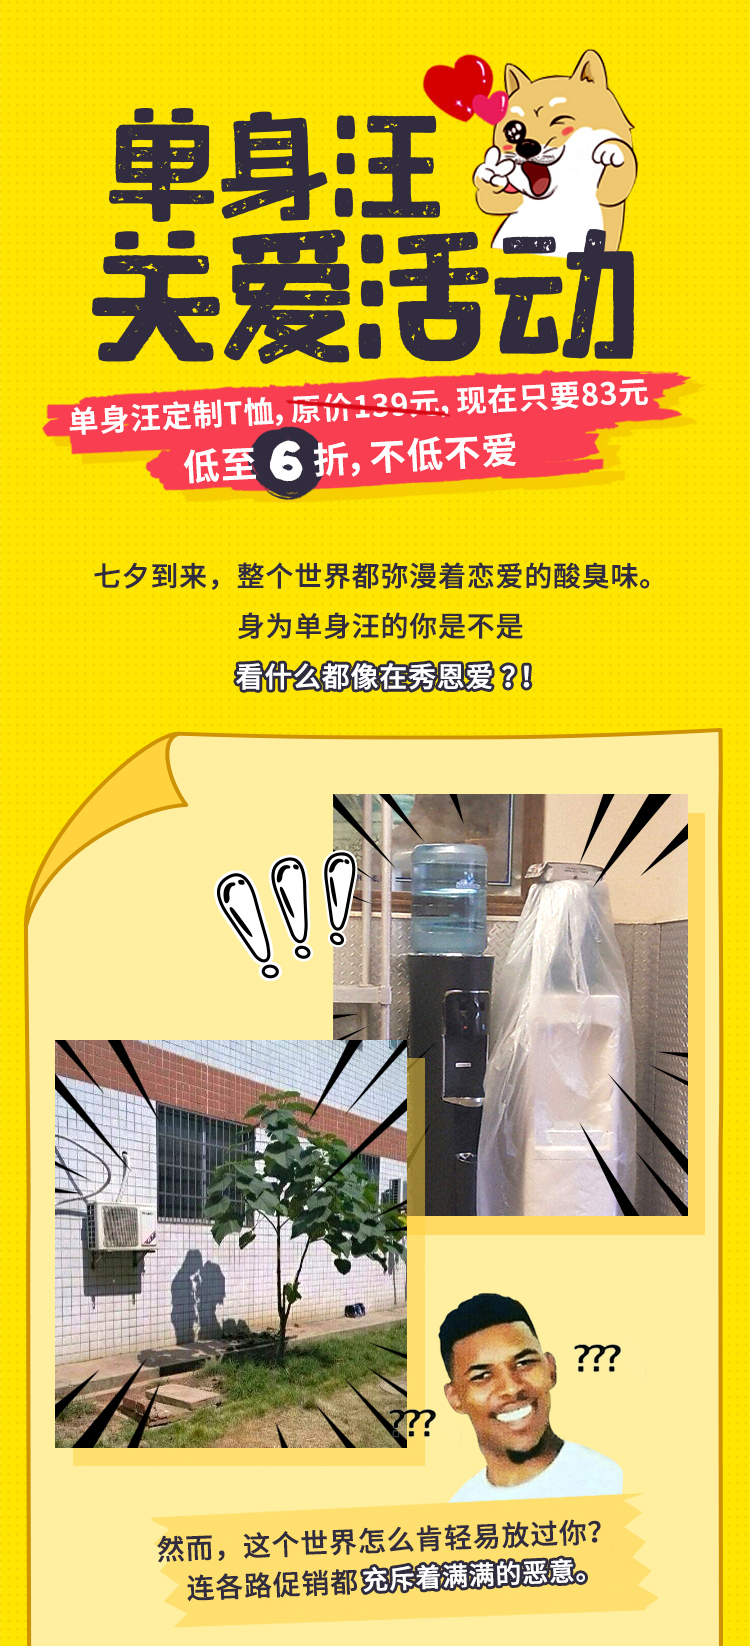 单身汪
关爱活动
单身汪定制T恤，原价139元，现在只要83元
低至6折，不低不爱
七夕到来，整个世界都弥漫着恋爱的酸臭味。
身为单身汪的你是不是
看什么都像在秀恩爱？！
???
???
然而，这个世界怎么肯轻易放过你？
连各路促销都充斥着满满的恶意。